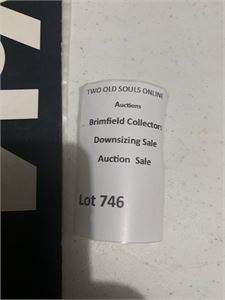 TWO OLD SOULS ONLINE
Auctions
Brimfield Collectors
Downsizing Sale
Auction Sale
Lot 746